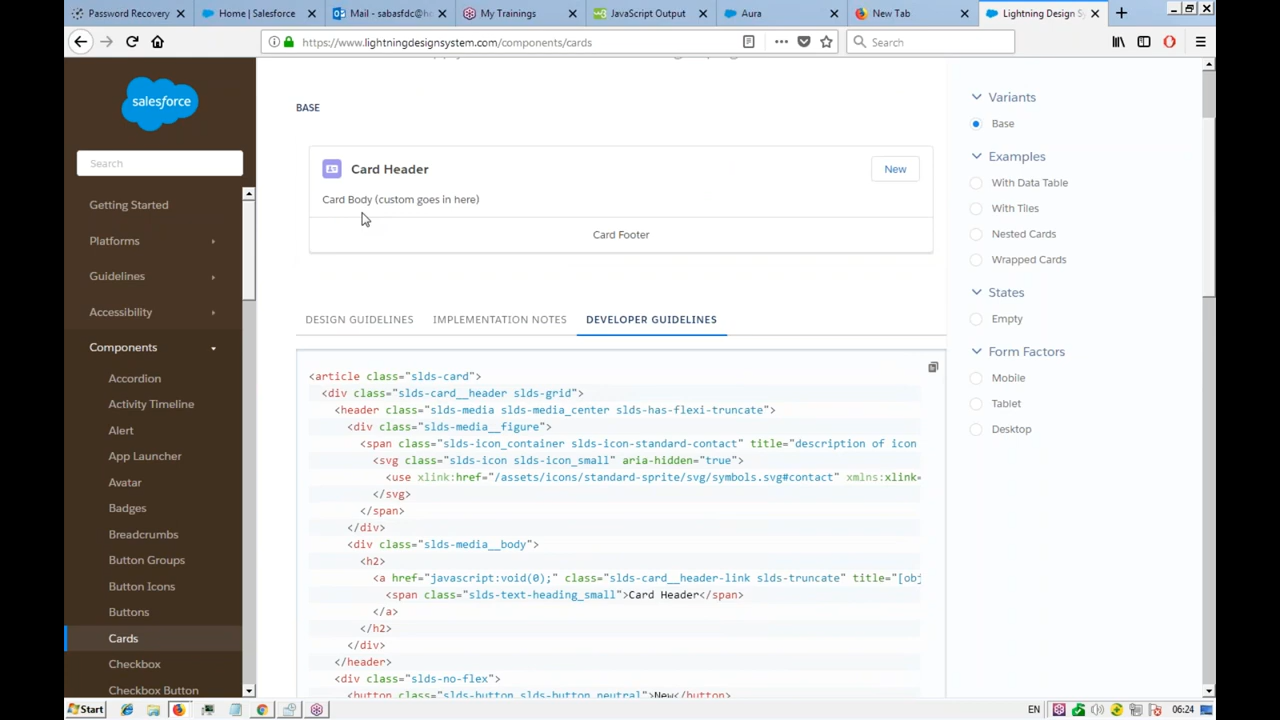 Password Recovery
Home | Salesforce
Mail - sabasfdc@h
My Trainings
JavaScript Output
Aura
New Tab
Lightning Design Sy
https://www.lightningdesignsystem.com/components/cards
Search
salesforce
Search
Getting Started
Platforms
Guidelines
Accessibility
Components
Accordion
Activity Timeline
Alert
App Launcher
Avatar
Badges
Breadcrumbs
Button Groups
Button Icons
Buttons
Cards
Checkbox
Checkbox Button
BASE
Card Header
New
Card Body (custom goes in here)
Card Footer
DESIGN GUIDELINES
IMPLEMENTATION NOTES
DEVELOPER GUIDELINES
<article class="slds-card">
<div class="slds-card__header slds-grid">
<header class="slds-media slds-media_center slds-has-flexi-truncate">
<div class="slds-media__figure">
<span class="slds-icon_container slds-icon-standard-contact" title="description of icon
<svg class="slds-icon slds-icon_small" aria-hidden="true">
<use xlink:href="/assets/icons/standard-sprite/svg/symbols.svg#contact" xmlns:xlink=
</svg>
</span>
</div>
<div class="slds-media__body">
<h2>
<a href="javascript:void(0);" class="slds-card__header-link slds-truncate" title="[obj
<span class="slds-text-heading_small">Card Header</span>
</a>
</h2>
</div>
</header>
<div class="slds-no-flex">
<button class="slds-button slds-button_neutral">New</button>
Variants
Base
Examples
With Data Table
With Tiles
Nested Cards
Wrapped Cards
States
Empty
Form Factors
Mobile
Tablet
Desktop
Start
EN
06:24